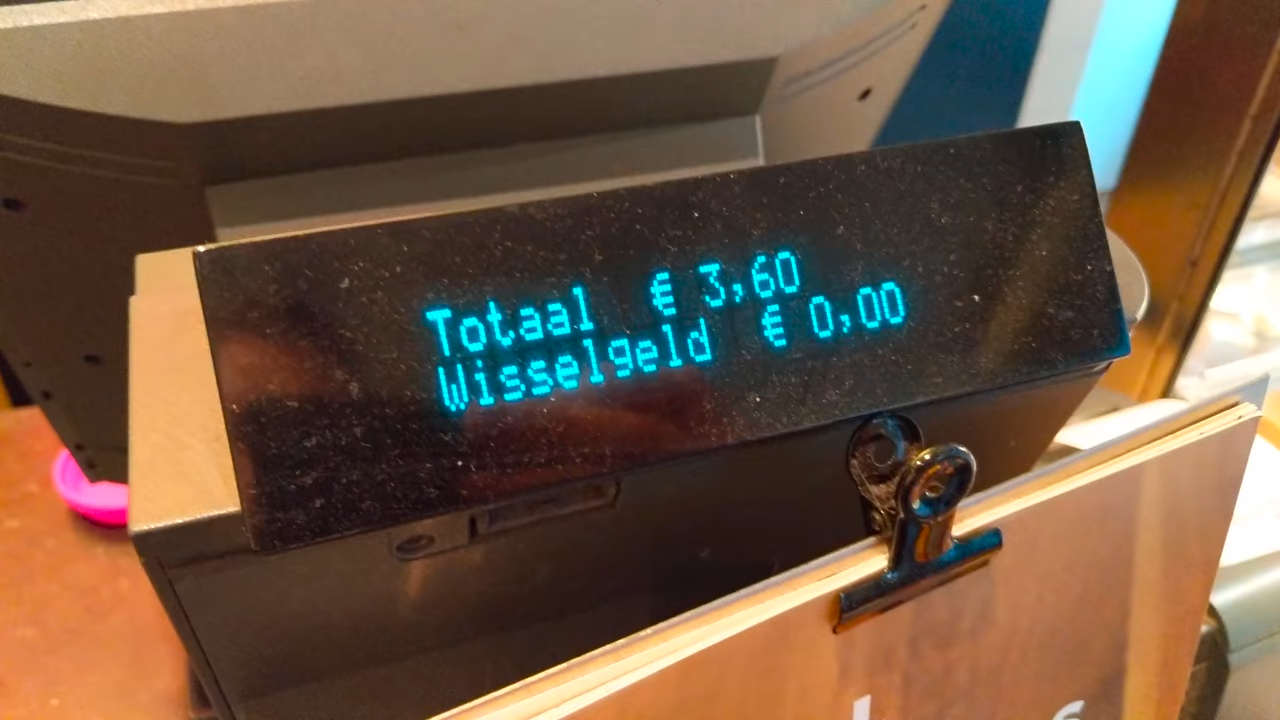 Totaal € 3,60
Wisselgeld € 0,00